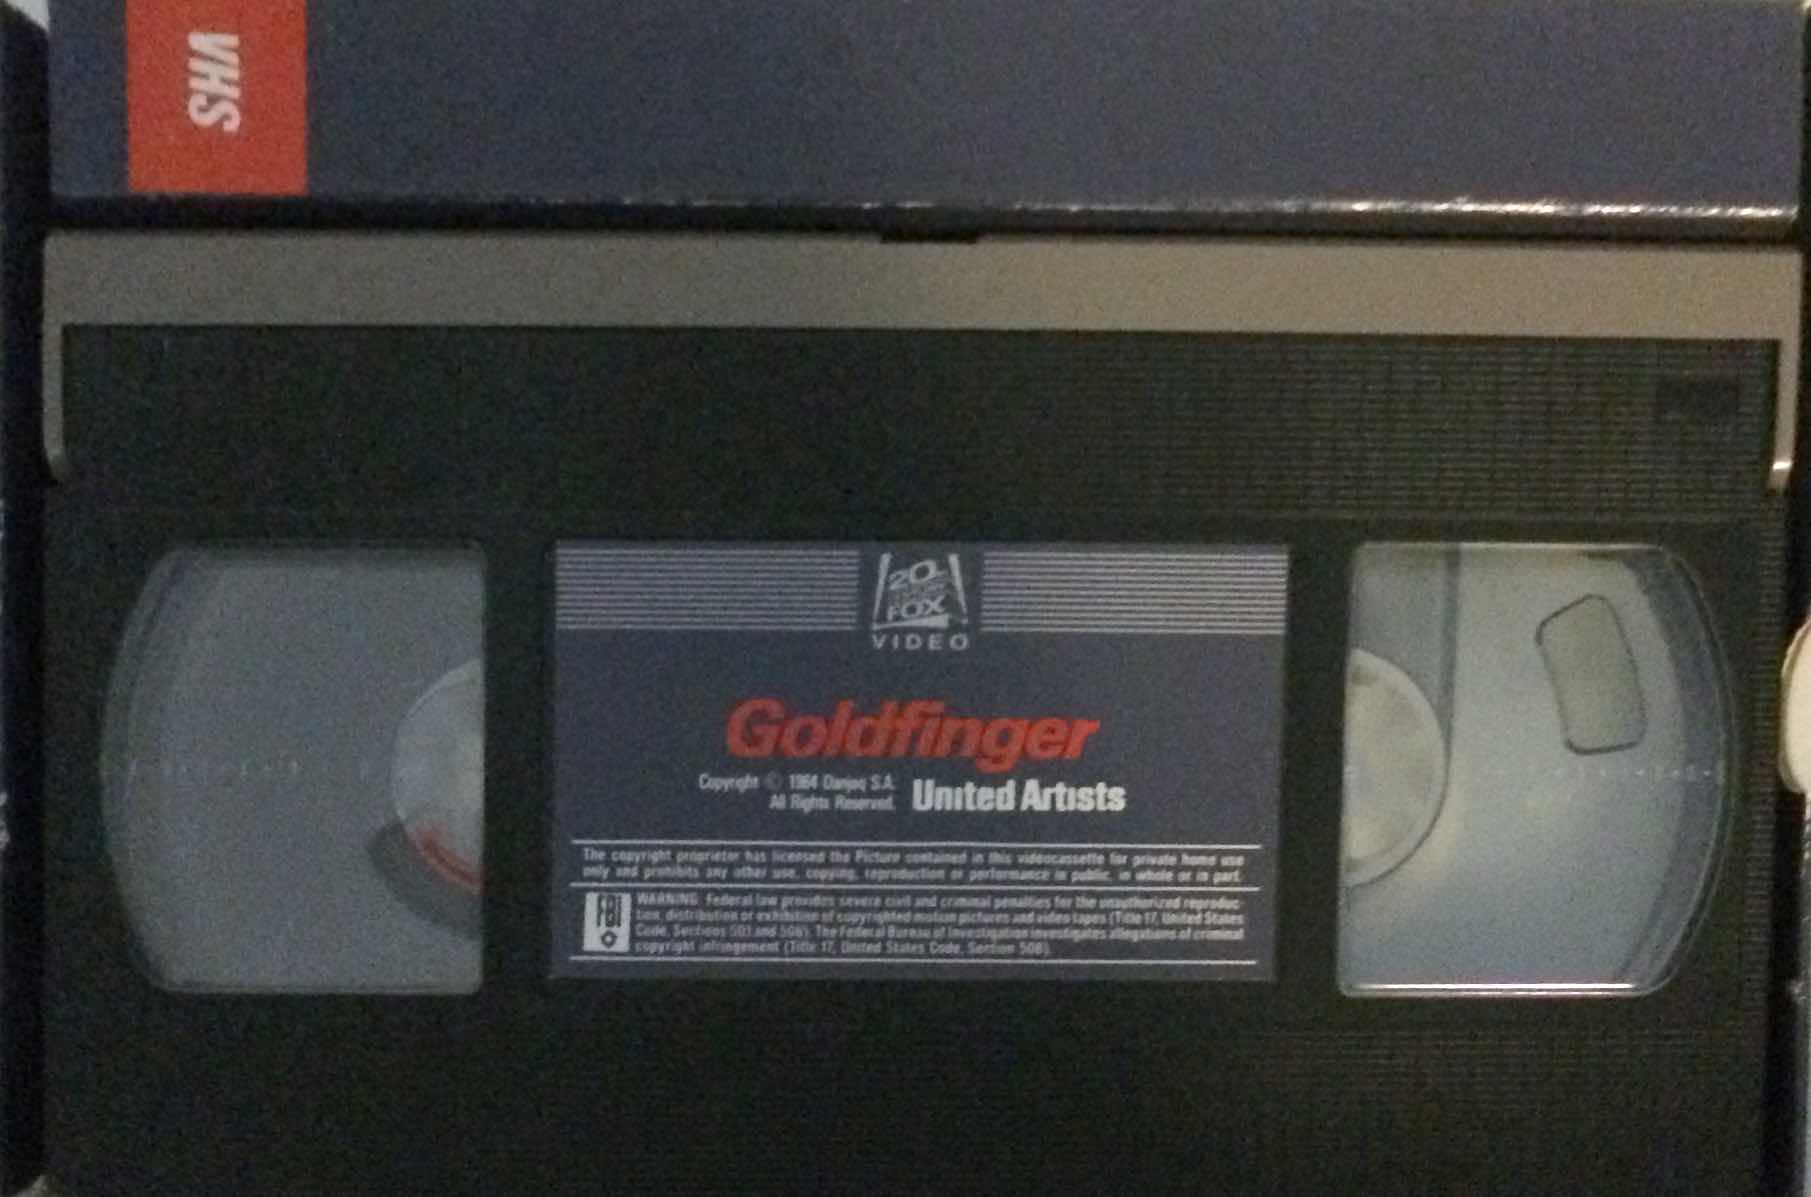 VHS
20
FOX
VIDEO
Goldfinger
Copyright © 1964 Danjaq S.A.
All Rights Reserved.
United Artists
The copyright proprietor has licensed the Picture contained in this videocassette for private home use
only and prohibits any other use, copying, reproduction or performance in public, in whole or in part.
FBI
WARNING: Federal law provides severe civil and criminal penalties for the unauthorized reproduc-
tion, distribution or exhibition of copyrighted motion pictures and video tapes (Title 17, United States
Code, Sections 501 and 506). The Federal Bureau of Investigation investigates allegations of criminal
copyright infringement (Title 17, United States Code, Section 506).